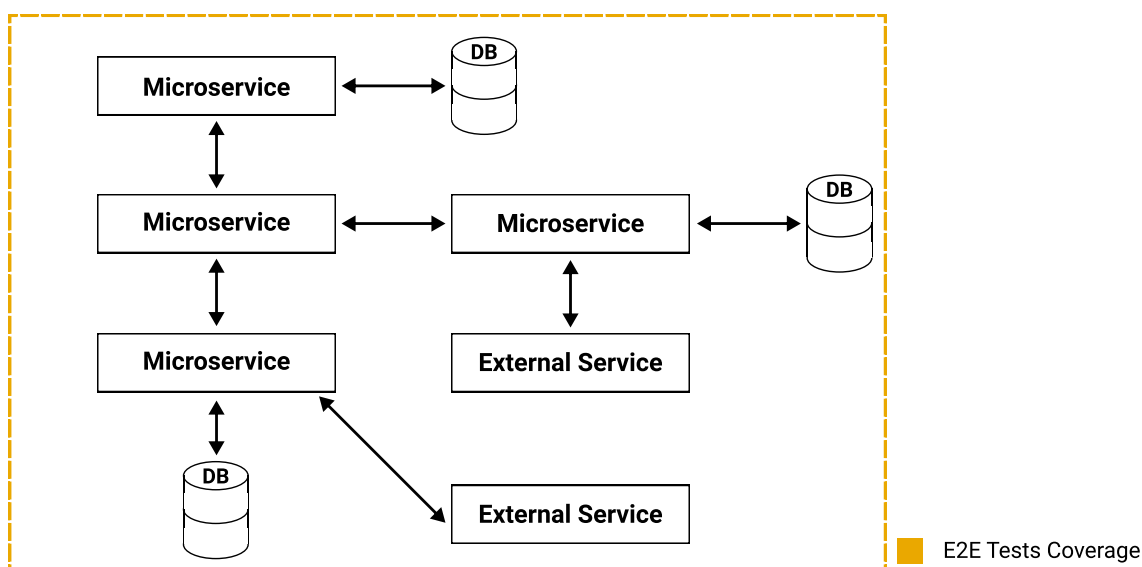 DB
Microservice
DB
Microservice
Microservice
Microservice
External Service
DB
External Service
E2E Tests Coverage